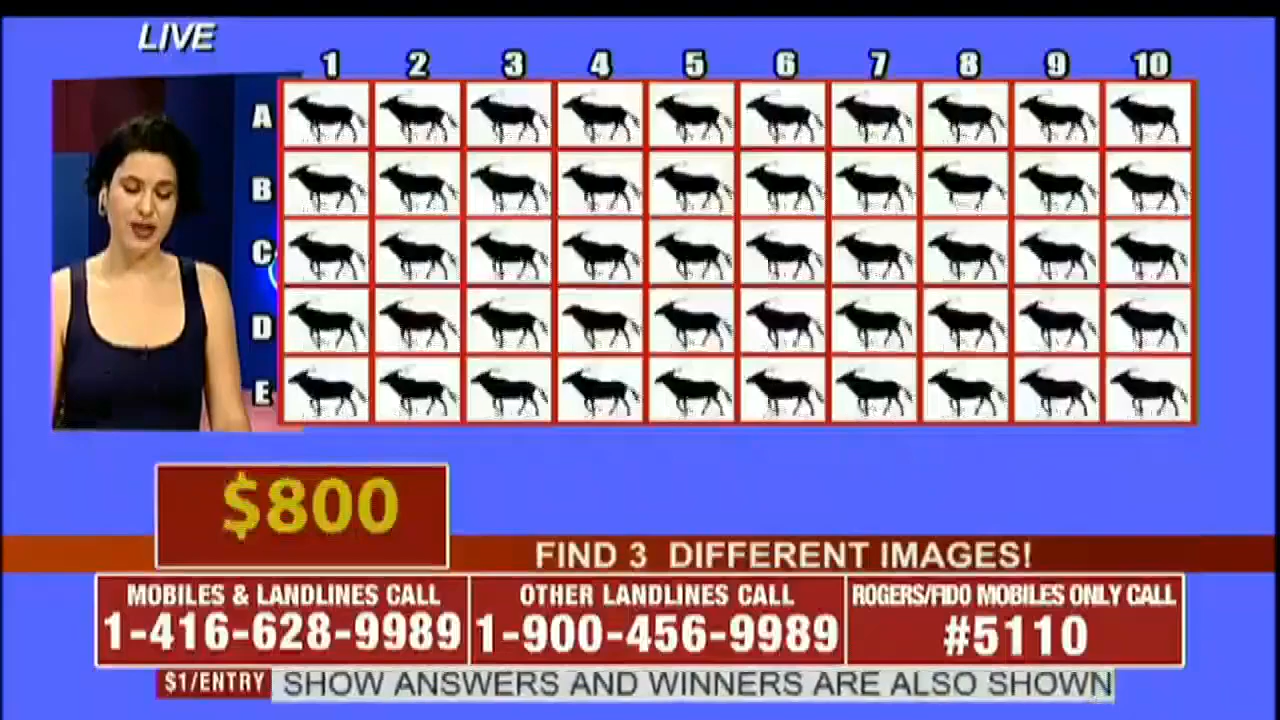 LIVE
1 2 3 4 5 6 7 8 9 10
A
B
C
D
E
$800
FIND 3 DIFFERENT IMAGES!
MOBILES & LANDLINES CALL
1-416-628-9989
OTHER LANDLINES CALL
1-900-456-9989
ROGERS/FIDO MOBILES ONLY CALL
#5110
$1/ENTRY SHOW ANSWERS AND WINNERS ARE ALSO SHOWN